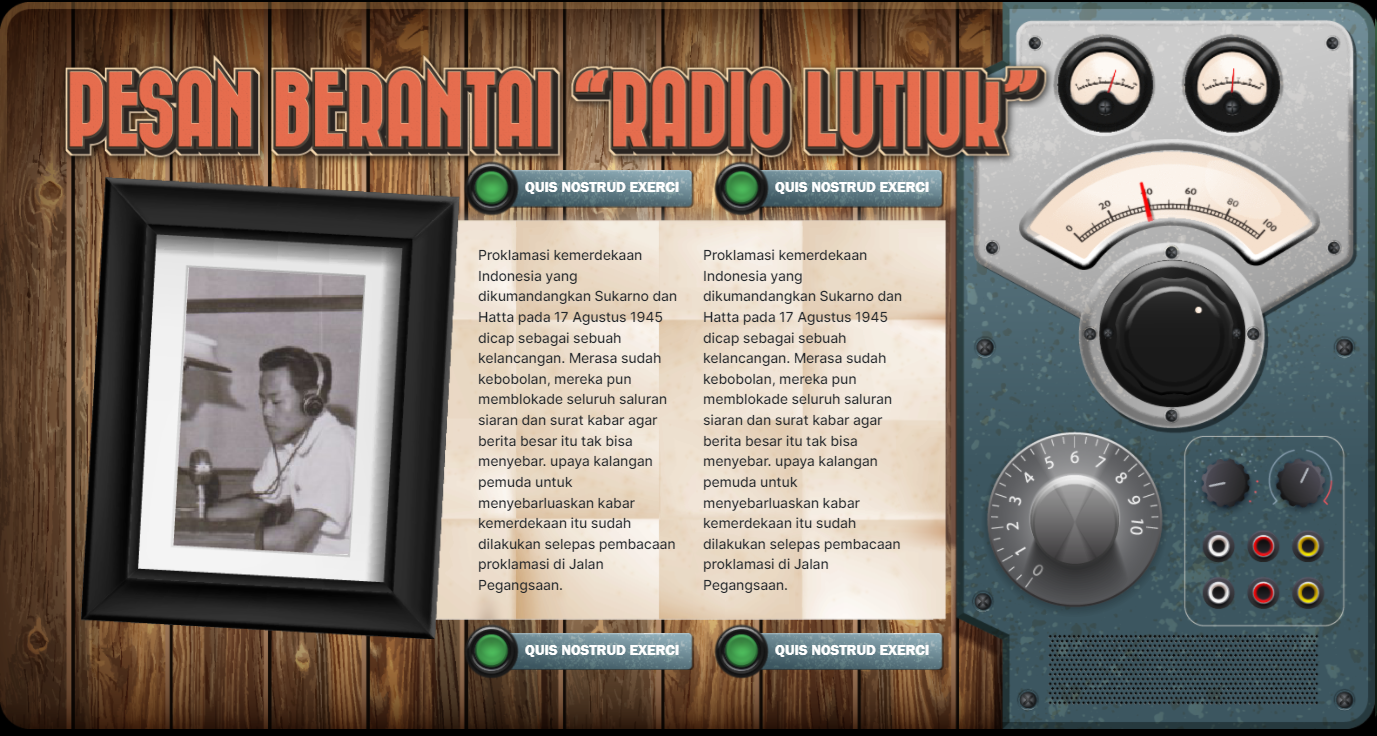 PESAN BERANTAI “RADIO LUTIUK”
QUIS NOSTRUD EXERCI
QUIS NOSTRUD EXERCI
Proklamasi kemerdekaan
Indonesia yang
dikumandangkan Sukarno dan
Hatta pada 17 Agustus 1945
dicap sebagai sebuah
kelancangan. Merasa sudah
kebobolan, mereka pun
memblokade seluruh saluran
siaran dan surat kabar agar
berita besar itu tak bisa
menyebar. upaya kalangan
pemuda untuk
menyebarluaskan kabar
kemerdekaan itu sudah
dilakukan selepas pembacaan
proklamasi di Jalan
Pegangsaan.
Proklamasi kemerdekaan
Indonesia yang
dikumandangkan Sukarno dan
Hatta pada 17 Agustus 1945
dicap sebagai sebuah
kelancangan. Merasa sudah
kebobolan, mereka pun
memblokade seluruh saluran
siaran dan surat kabar agar
berita besar itu tak bisa
menyebar. upaya kalangan
pemuda untuk
menyebarluaskan kabar
kemerdekaan itu sudah
dilakukan selepas pembacaan
proklamasi di Jalan
Pegangsaan.
QUIS NOSTRUD EXERCI
QUIS NOSTRUD EXERCI
0 20 40 60 80 100
0 1 2 3 4 5 6 7 8 9 10